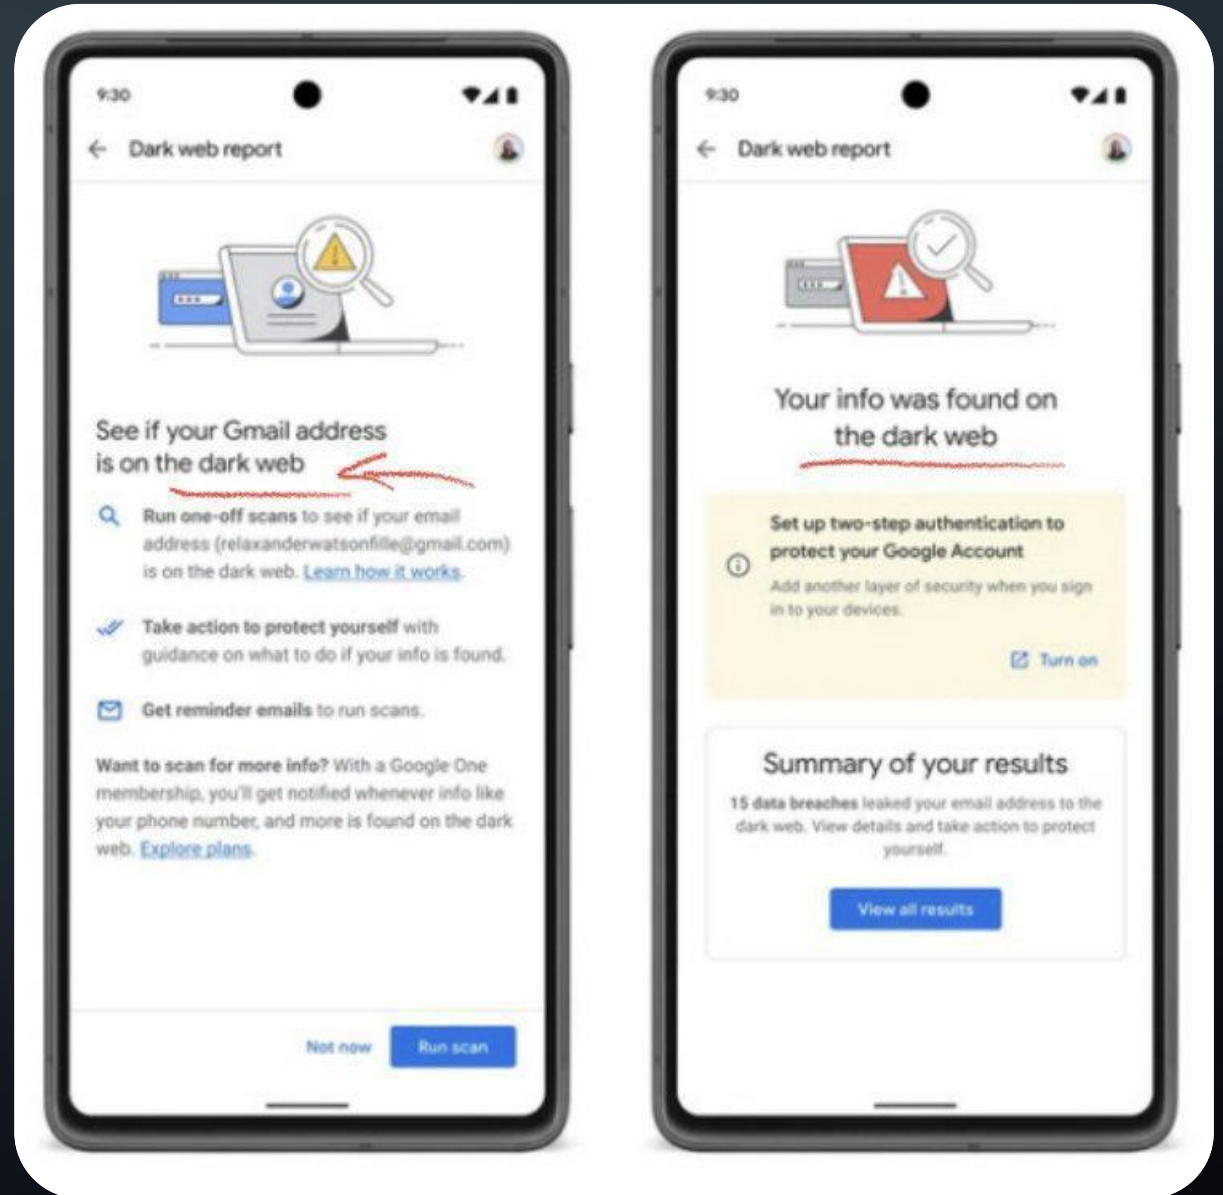 9:30
Dark web report
See if your Gmail address
is on the dark web
Run one-off scans to see if your email
address (relaxanderwatsonfille@gmail.com)
is on the dark web. Learn how it works.
Take action to protect yourself with
guidance on what to do if your info is found.
Get reminder emails to run scans.
Want to scan for more info? With a Google One
membership, you'll get notified whenever info like
your phone number, and more is found on the dark
web. Explore plans.
Not now
Run scan
9:30
Dark web report
Your info was found on
the dark web
Set up two-step authentication to
protect your Google Account
Add another layer of security when you sign
in to your devices.
Turn on
Summary of your results
15 data breaches leaked your email address to the
dark web. View details and take action to protect
yourself.
View all results